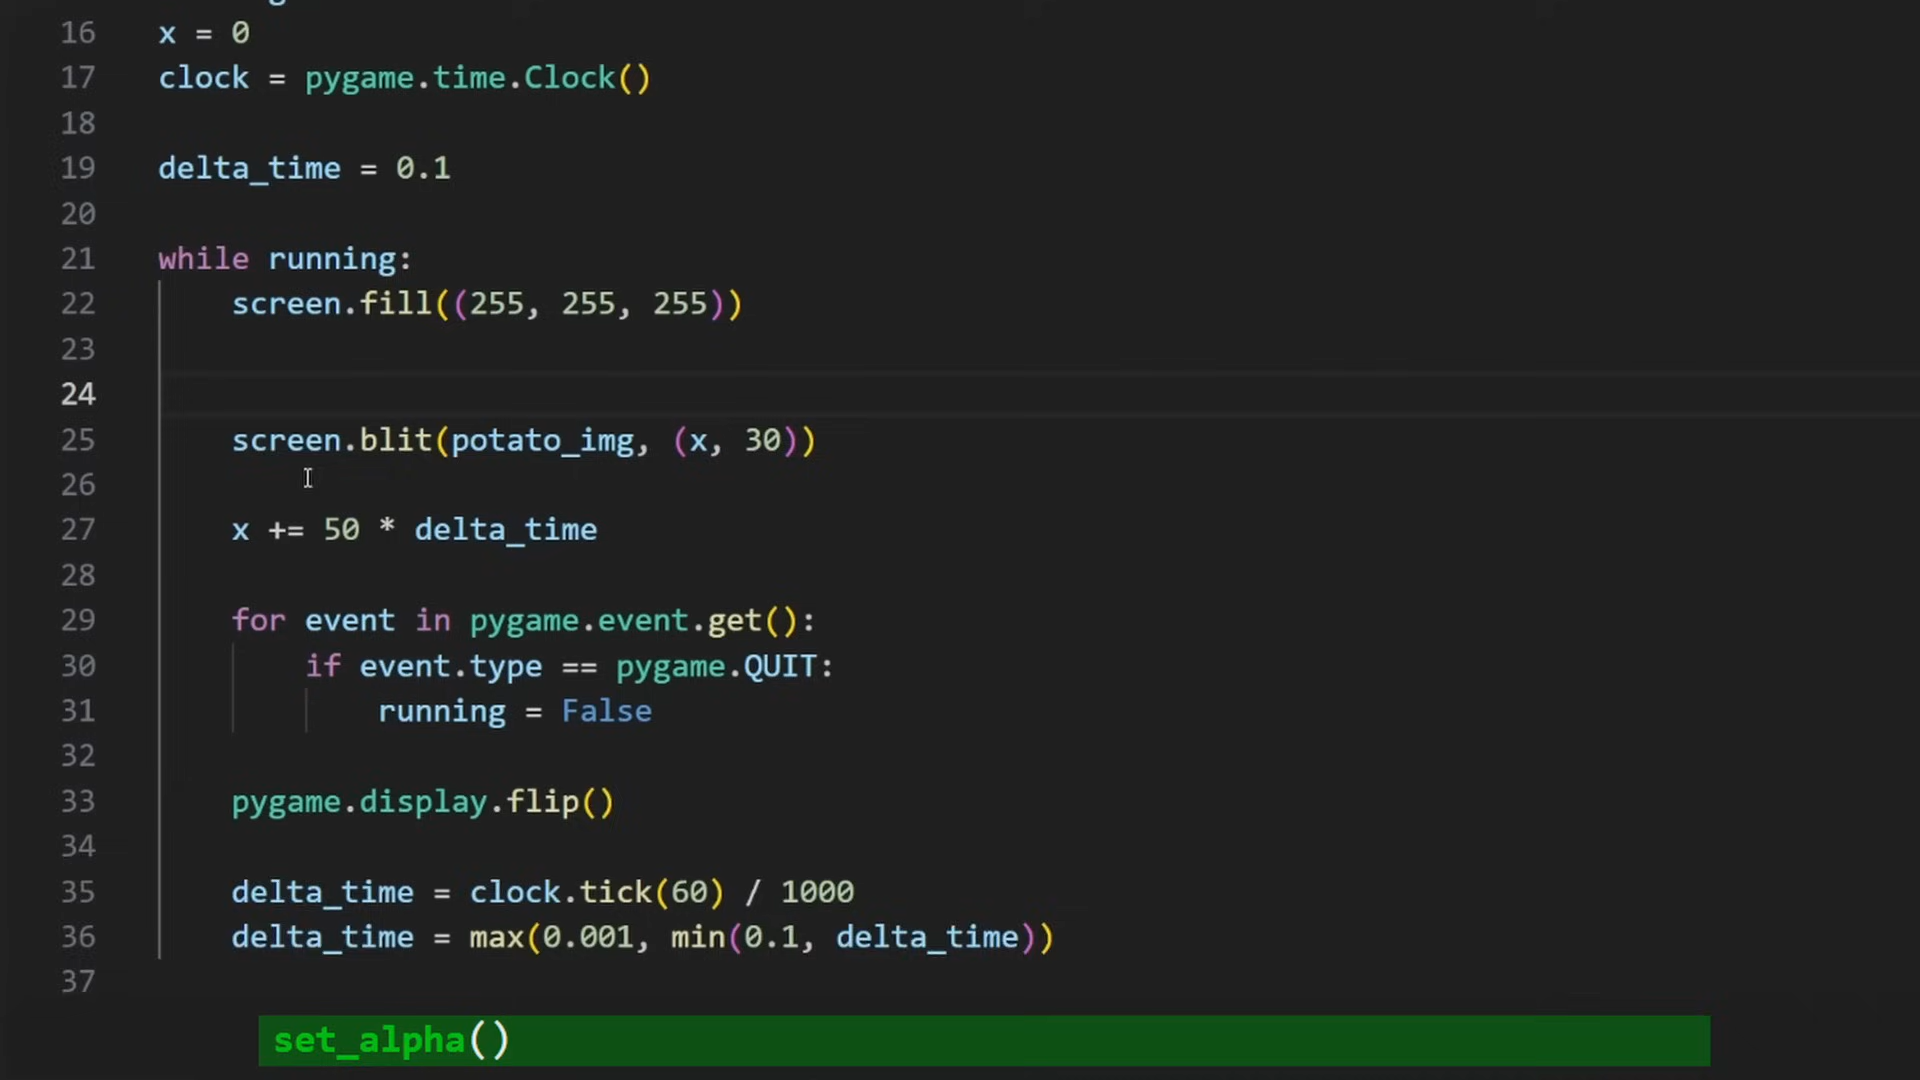 16 x = 0
17 clock = pygame.time.Clock()
18
19 delta_time = 0.1
20
21 while running:
22 screen.fill((255, 255, 255))
23
24
25 screen.blit(potato_img, (x, 30))
26
27 x += 50 * delta_time
28
29 for event in pygame.event.get():
30 if event.type == pygame.QUIT:
31 running = False
32
33 pygame.display.flip()
34
35 delta_time = clock.tick(60) / 1000
36 delta_time = max(0.001, min(0.1, delta_time))
37
set_alpha()